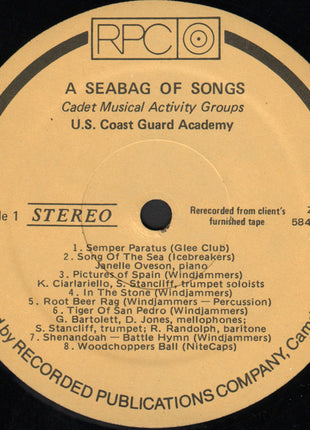 RPC
A SEABAG OF SONGS
Cadet Musical Activity Groups
U.S. Coast Guard Academy
1 STEREO Rerecorded from client's
furnished tape 584
1. Semper Paratus (Glee Club)
2. Song Of The Sea (Icebreakers)
Janelle Oveson, piano
3. Pictures of Spain (Windjammers)
K. Ciarlariello, S. Stancliff, trumpet soloists
4. In The Stone (Windjammers)
5. Root Beer Rag (Windjammers — Percussion)
6. Tiger Of San Pedro (Windjammers)
G. Bartolett, D. Jones, mellophones;
S. Stancliff, trumpet; R. Randolph, baritone
7. Shenandoah — Battle Hymn (Windjammers)
8. Woodchoppers Ball (NiteCaps)
by RECORDED PUBLICATIONS COMPANY,